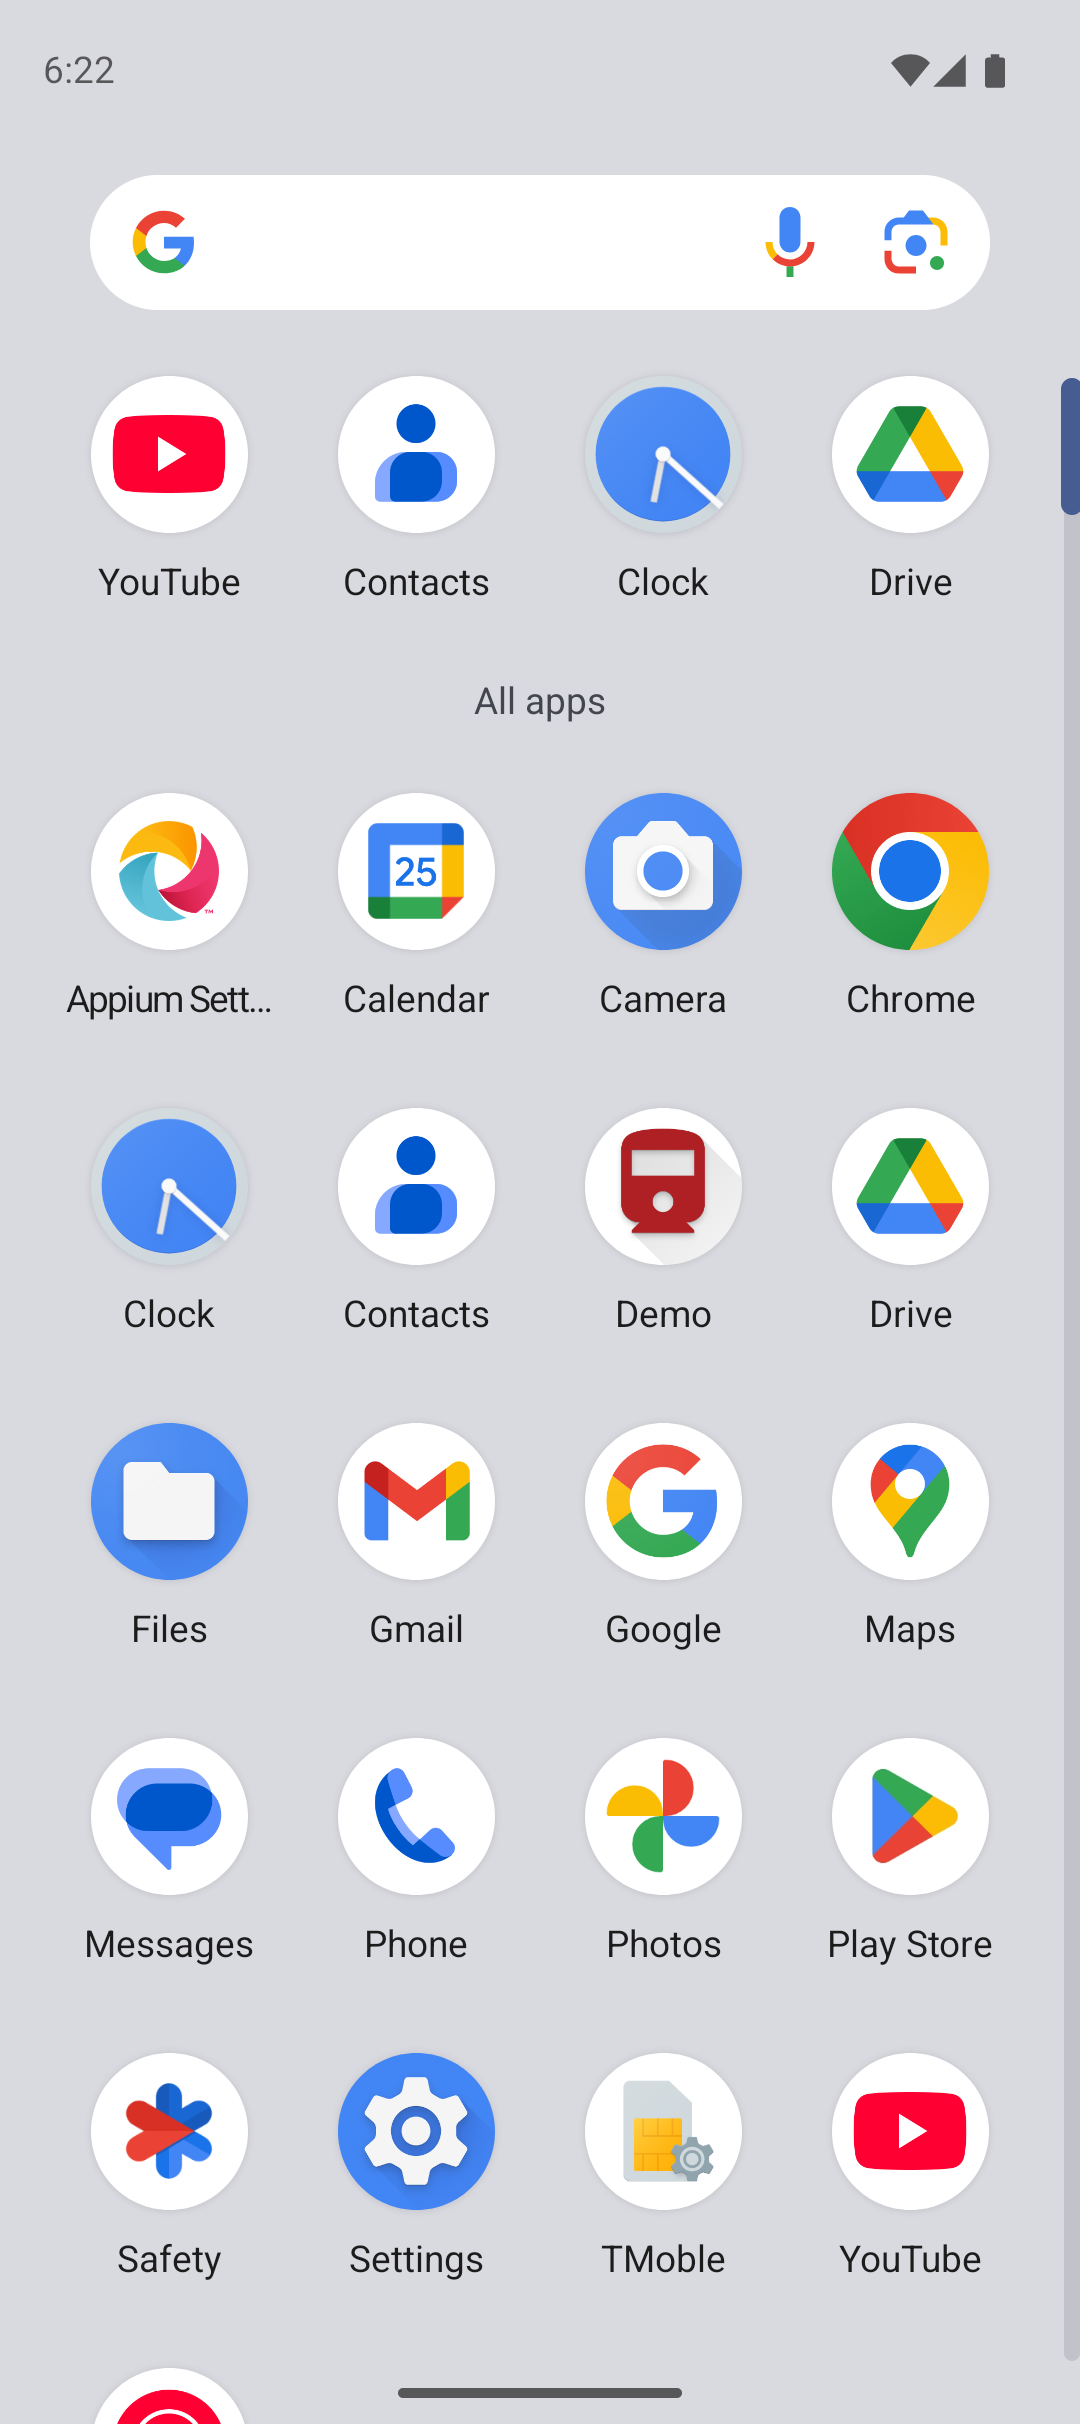 6:22
YouTube Contacts Clock Drive
All apps
25
Appium Sett... Calendar Camera Chrome
Clock Contacts Demo Drive
Files Gmail Google Maps
Messages Phone Photos Play Store
Safety Settings TMoble YouTube